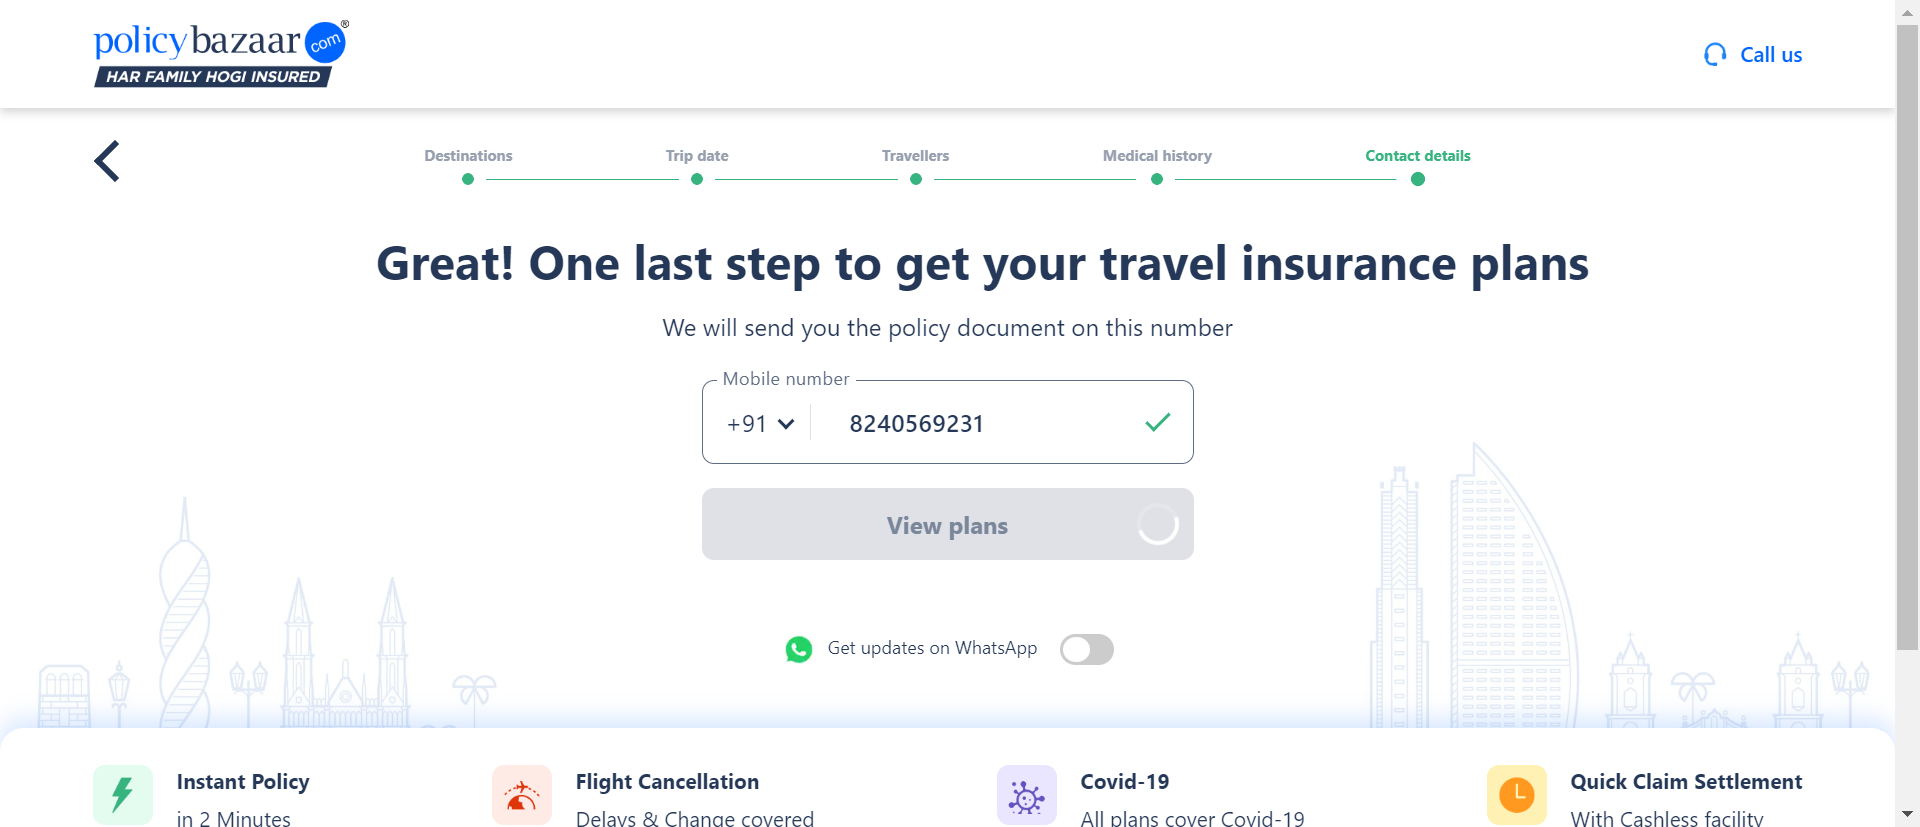 policybazaar com ®
HAR FAMILY HOGI INSURED
Call us
Destinations
Trip date
Travellers
Medical history
Contact details
Great! One last step to get your travel insurance plans
We will send you the policy document on this number
Mobile number
+91
8240569231
View plans
Get updates on WhatsApp
Instant Policy
in 2 Minutes
Flight Cancellation
Delays & Change covered
Covid-19
All plans cover Covid-19
Quick Claim Settlement
With Cashless facility